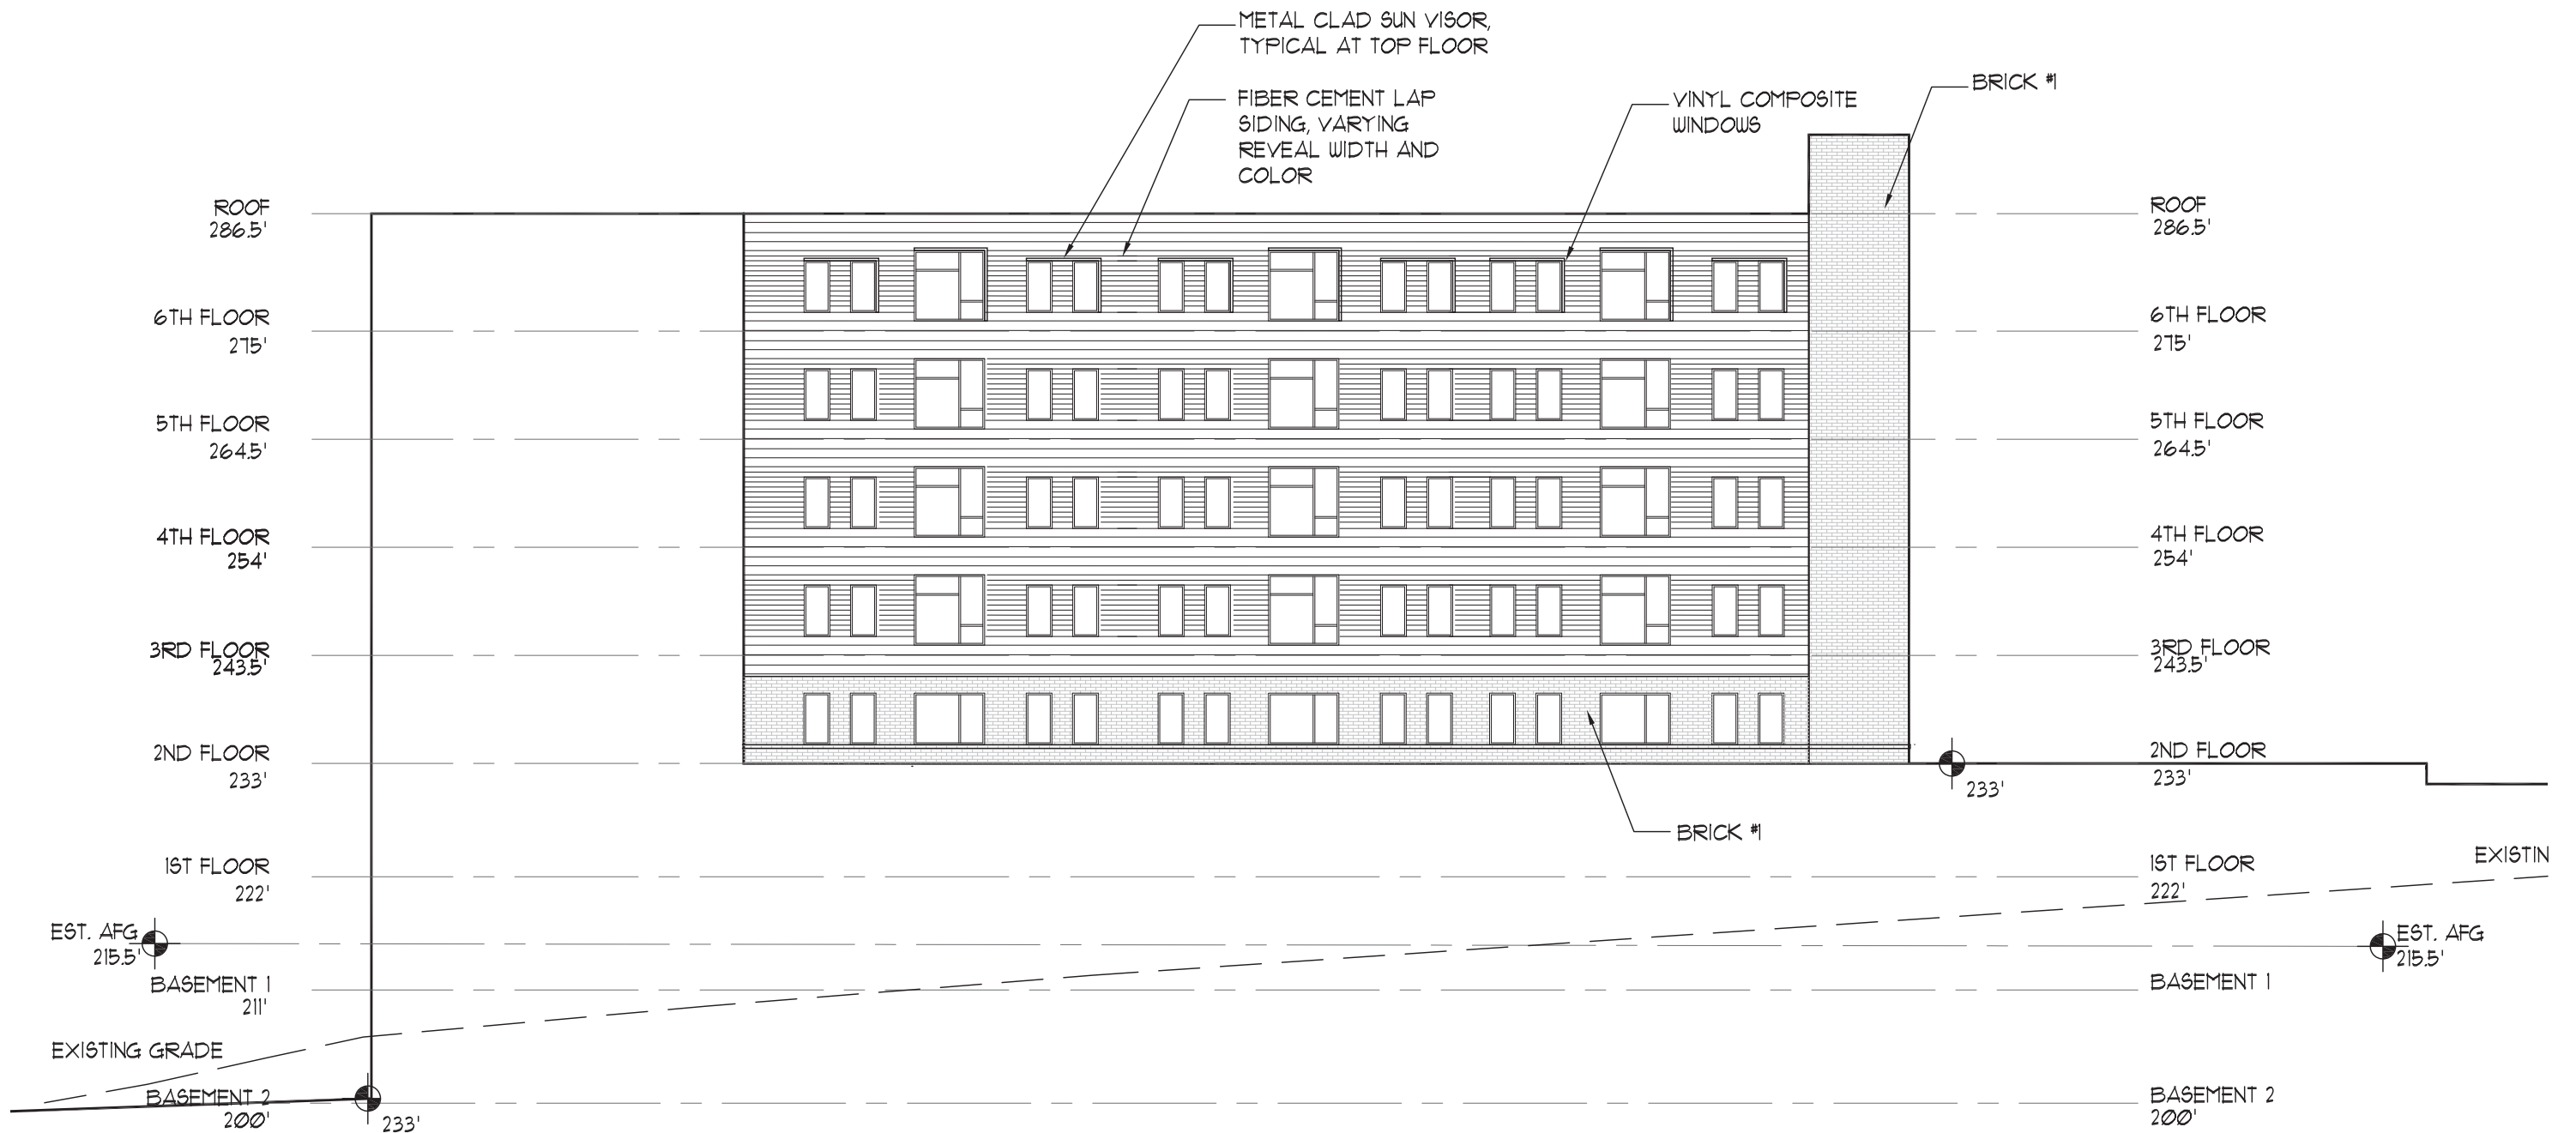 METAL CLAD SUN VISOR,
TYPICAL AT TOP FLOOR
FIBER CEMENT LAP
SIDING, VARYING
REVEAL WIDTH AND
COLOR
VINYL COMPOSITE
WINDOWS
BRICK #1
ROOF
286.5'
6TH FLOOR
275'
5TH FLOOR
264.5'
4TH FLOOR
254'
3RD FLOOR
243.5'
2ND FLOOR
233'
1ST FLOOR
222'
EST. AFG
215.5'
BASEMENT 1
211'
EXISTING GRADE
BASEMENT 2
200'
233'
BRICK #1
233'
ROOF
286.5'
6TH FLOOR
275'
5TH FLOOR
264.5'
4TH FLOOR
254'
3RD FLOOR
243.5'
2ND FLOOR
233'
1ST FLOOR
222'
EXISTIN
EST. AFG
215.5'
BASEMENT 1
BASEMENT 2
200'